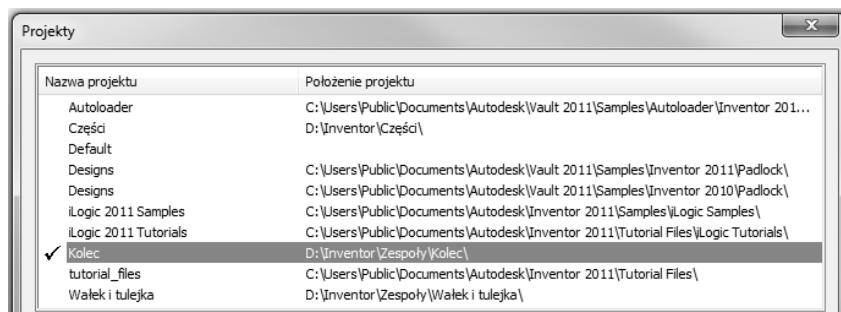 Projekty
Nazwa projektu Położenie projektu
Autoloader C:\Users\Public\Documents\Autodesk\Vault 2011\Samples\Autoloader\Inventor 201...
Części D:\Inventor\Części\
Default
Designs C:\Users\Public\Documents\Autodesk\Vault 2011\Samples\Inventor 2011\Padlock\
Designs C:\Users\Public\Documents\Autodesk\Vault 2011\Samples\Inventor 2010\Padlock\
iLogic 2011 Samples C:\Users\Public\Documents\Autodesk\Inventor 2011\Samples\iLogic Samples\
iLogic 2011 Tutorials C:\Users\Public\Documents\Autodesk\Inventor 2011\Tutorial Files\iLogic Tutorials\
Kolec D:\Inventor\Zespoły\Kolec\
tutorial_files C:\Users\Public\Documents\Autodesk\Inventor 2011\Tutorial Files\
Wałek i tulejka D:\Inventor\Zespoły\Wałek i tulejka\